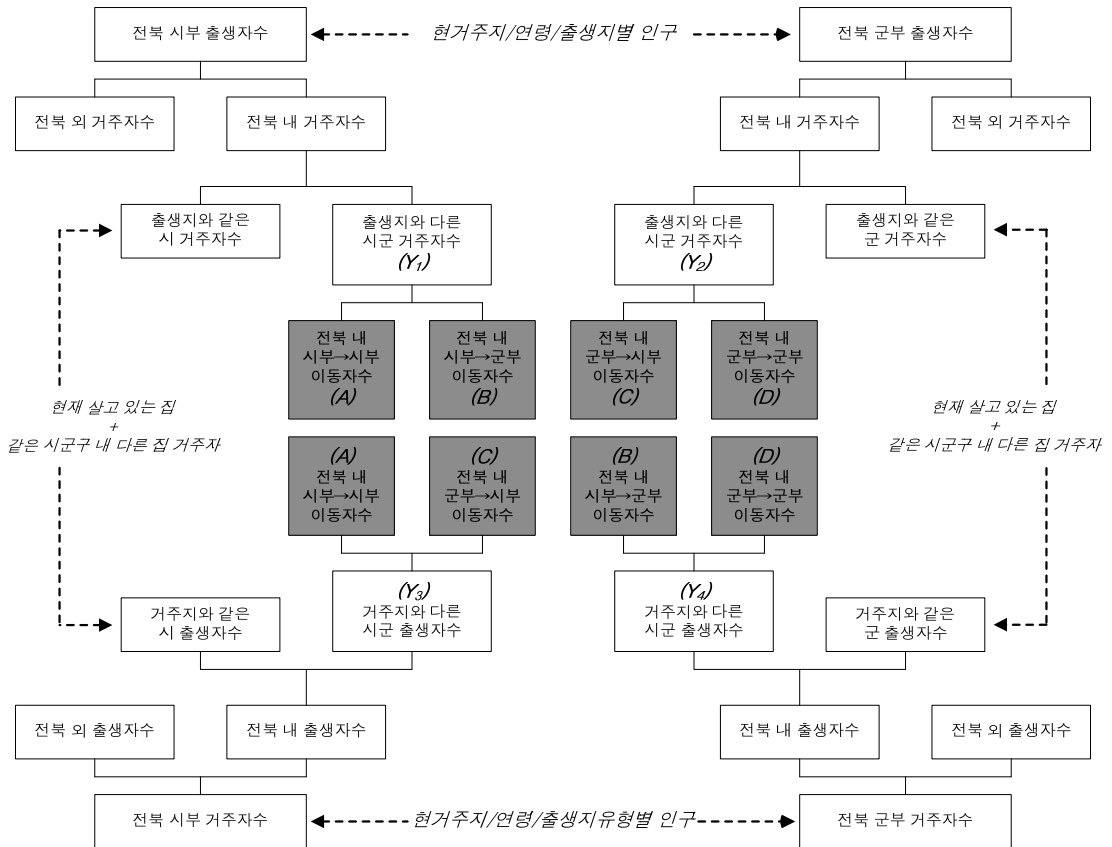 전북 시부 출생자수
현거주지/연령/출생지별 인구
전북 군부 출생자수
전북 외 거주자수
전북 내 거주자수
전북 내 거주자수
전북 외 거주자수
출생지와 같은
시 거주자수
출생지와 다른
시군 거주자수
(Y1)
출생지와 다른
시군 거주자수
(Y2)
출생지와 같은
군 거주자수
전북 내
시부→시부
이동자수
(A)
전북 내
시부→군부
이동자수
(B)
전북 내
군부→시부
이동자수
(C)
전북 내
군부→군부
이동자수
(D)
현재 살고 있는 집
+
같은 시군구 내 다른 집 거주자
현재 살고 있는 집
+
같은 시군구 내 다른 집 거주자
(A)
전북 내
시부→시부
이동자수
(C)
전북 내
군부→시부
이동자수
(B)
전북 내
시부→군부
이동자수
(D)
전북 내
군부→군부
이동자수
거주지와 같은
시 출생자수
(Y3)
거주지와 다른
시군 출생자수
(Y4)
거주지와 다른
시군 출생자수
거주지와 같은
군 출생자수
전북 외 출생자수
전북 내 출생자수
전북 내 출생자수
전북 외 출생자수
전북 시부 거주자수
현거주지/연령/출생지유형별 인구
전북 군부 거주자수